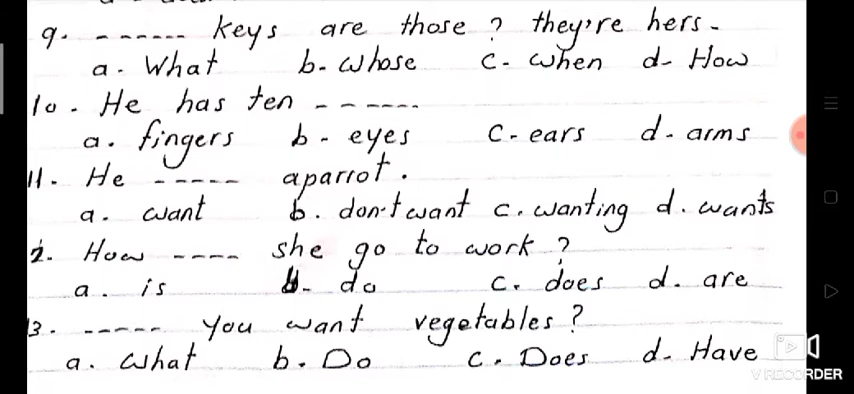 9. ------ keys are those ? they're hers.
a. What b. whose c. when d- How
10. He has ten ------
a. fingers b- eyes c- ears d. arms
11. He ----- aparrot.
a. want b. don't want c. wanting d. wants
2. How ---- she go to work ?
a. is b- do c. does d. are
13. ----- you want vegetables ?
a. What b. Do c. Does d. Have
V RECORDER